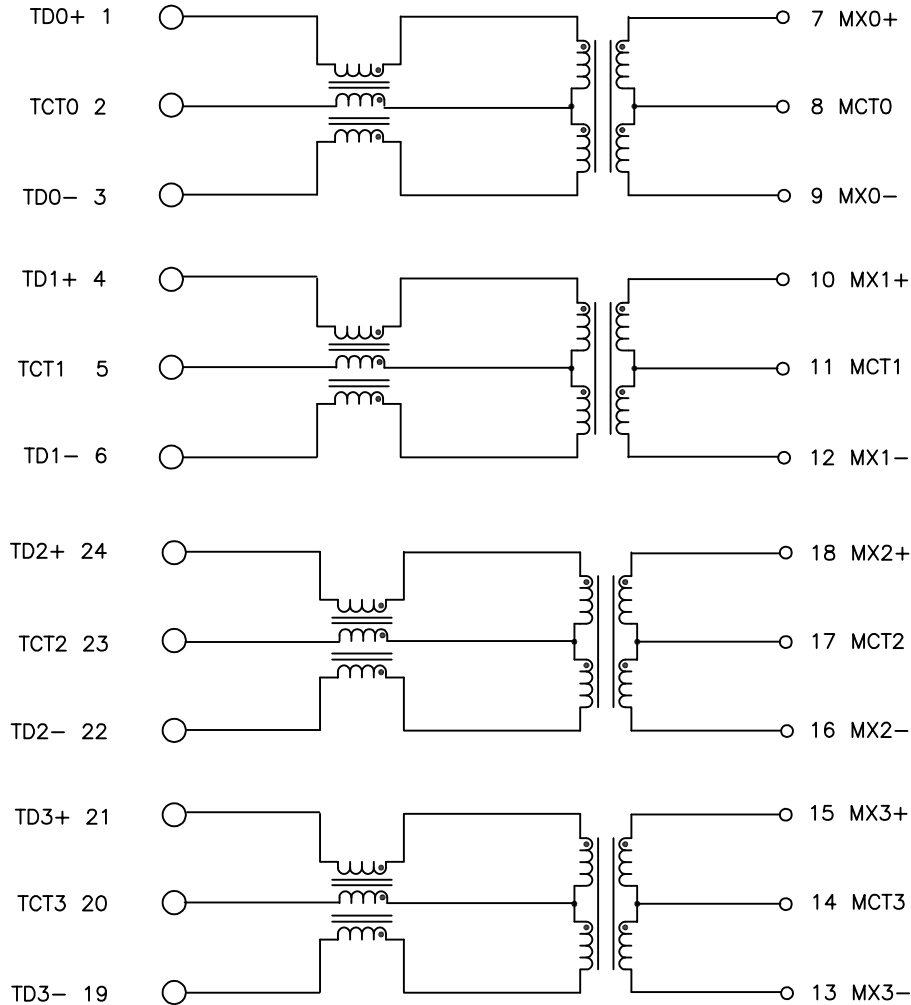 TD0+ 1 7 MX0+
TCT0 2 8 MCT0
TD0- 3 9 MX0-
TD1+ 4 10 MX1+
TCT1 5 11 MCT1
TD1- 6 12 MX1-
TD2+ 24 18 MX2+
TCT2 23 17 MCT2
TD2- 22 16 MX2-
TD3+ 21 15 MX3+
TCT3 20 14 MCT3
TD3- 19 13 MX3-